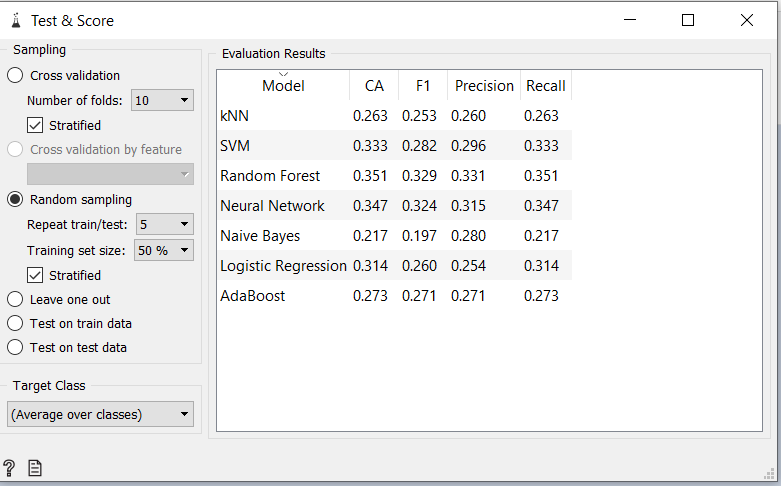 Test & Score
Sampling
Cross validation
Number of folds: 10
Stratified
Cross validation by feature
Random sampling
Repeat train/test: 5
Training set size: 50 %
Stratified
Leave one out
Test on train data
Test on test data
Target Class
(Average over classes)
?
Evaluation Results
Model CA F1 Precision Recall
kNN 0.263 0.253 0.260 0.263
SVM 0.333 0.282 0.296 0.333
Random Forest 0.351 0.329 0.331 0.351
Neural Network 0.347 0.324 0.315 0.347
Naive Bayes 0.217 0.197 0.280 0.217
Logistic Regression 0.314 0.260 0.254 0.314
AdaBoost 0.273 0.271 0.271 0.273